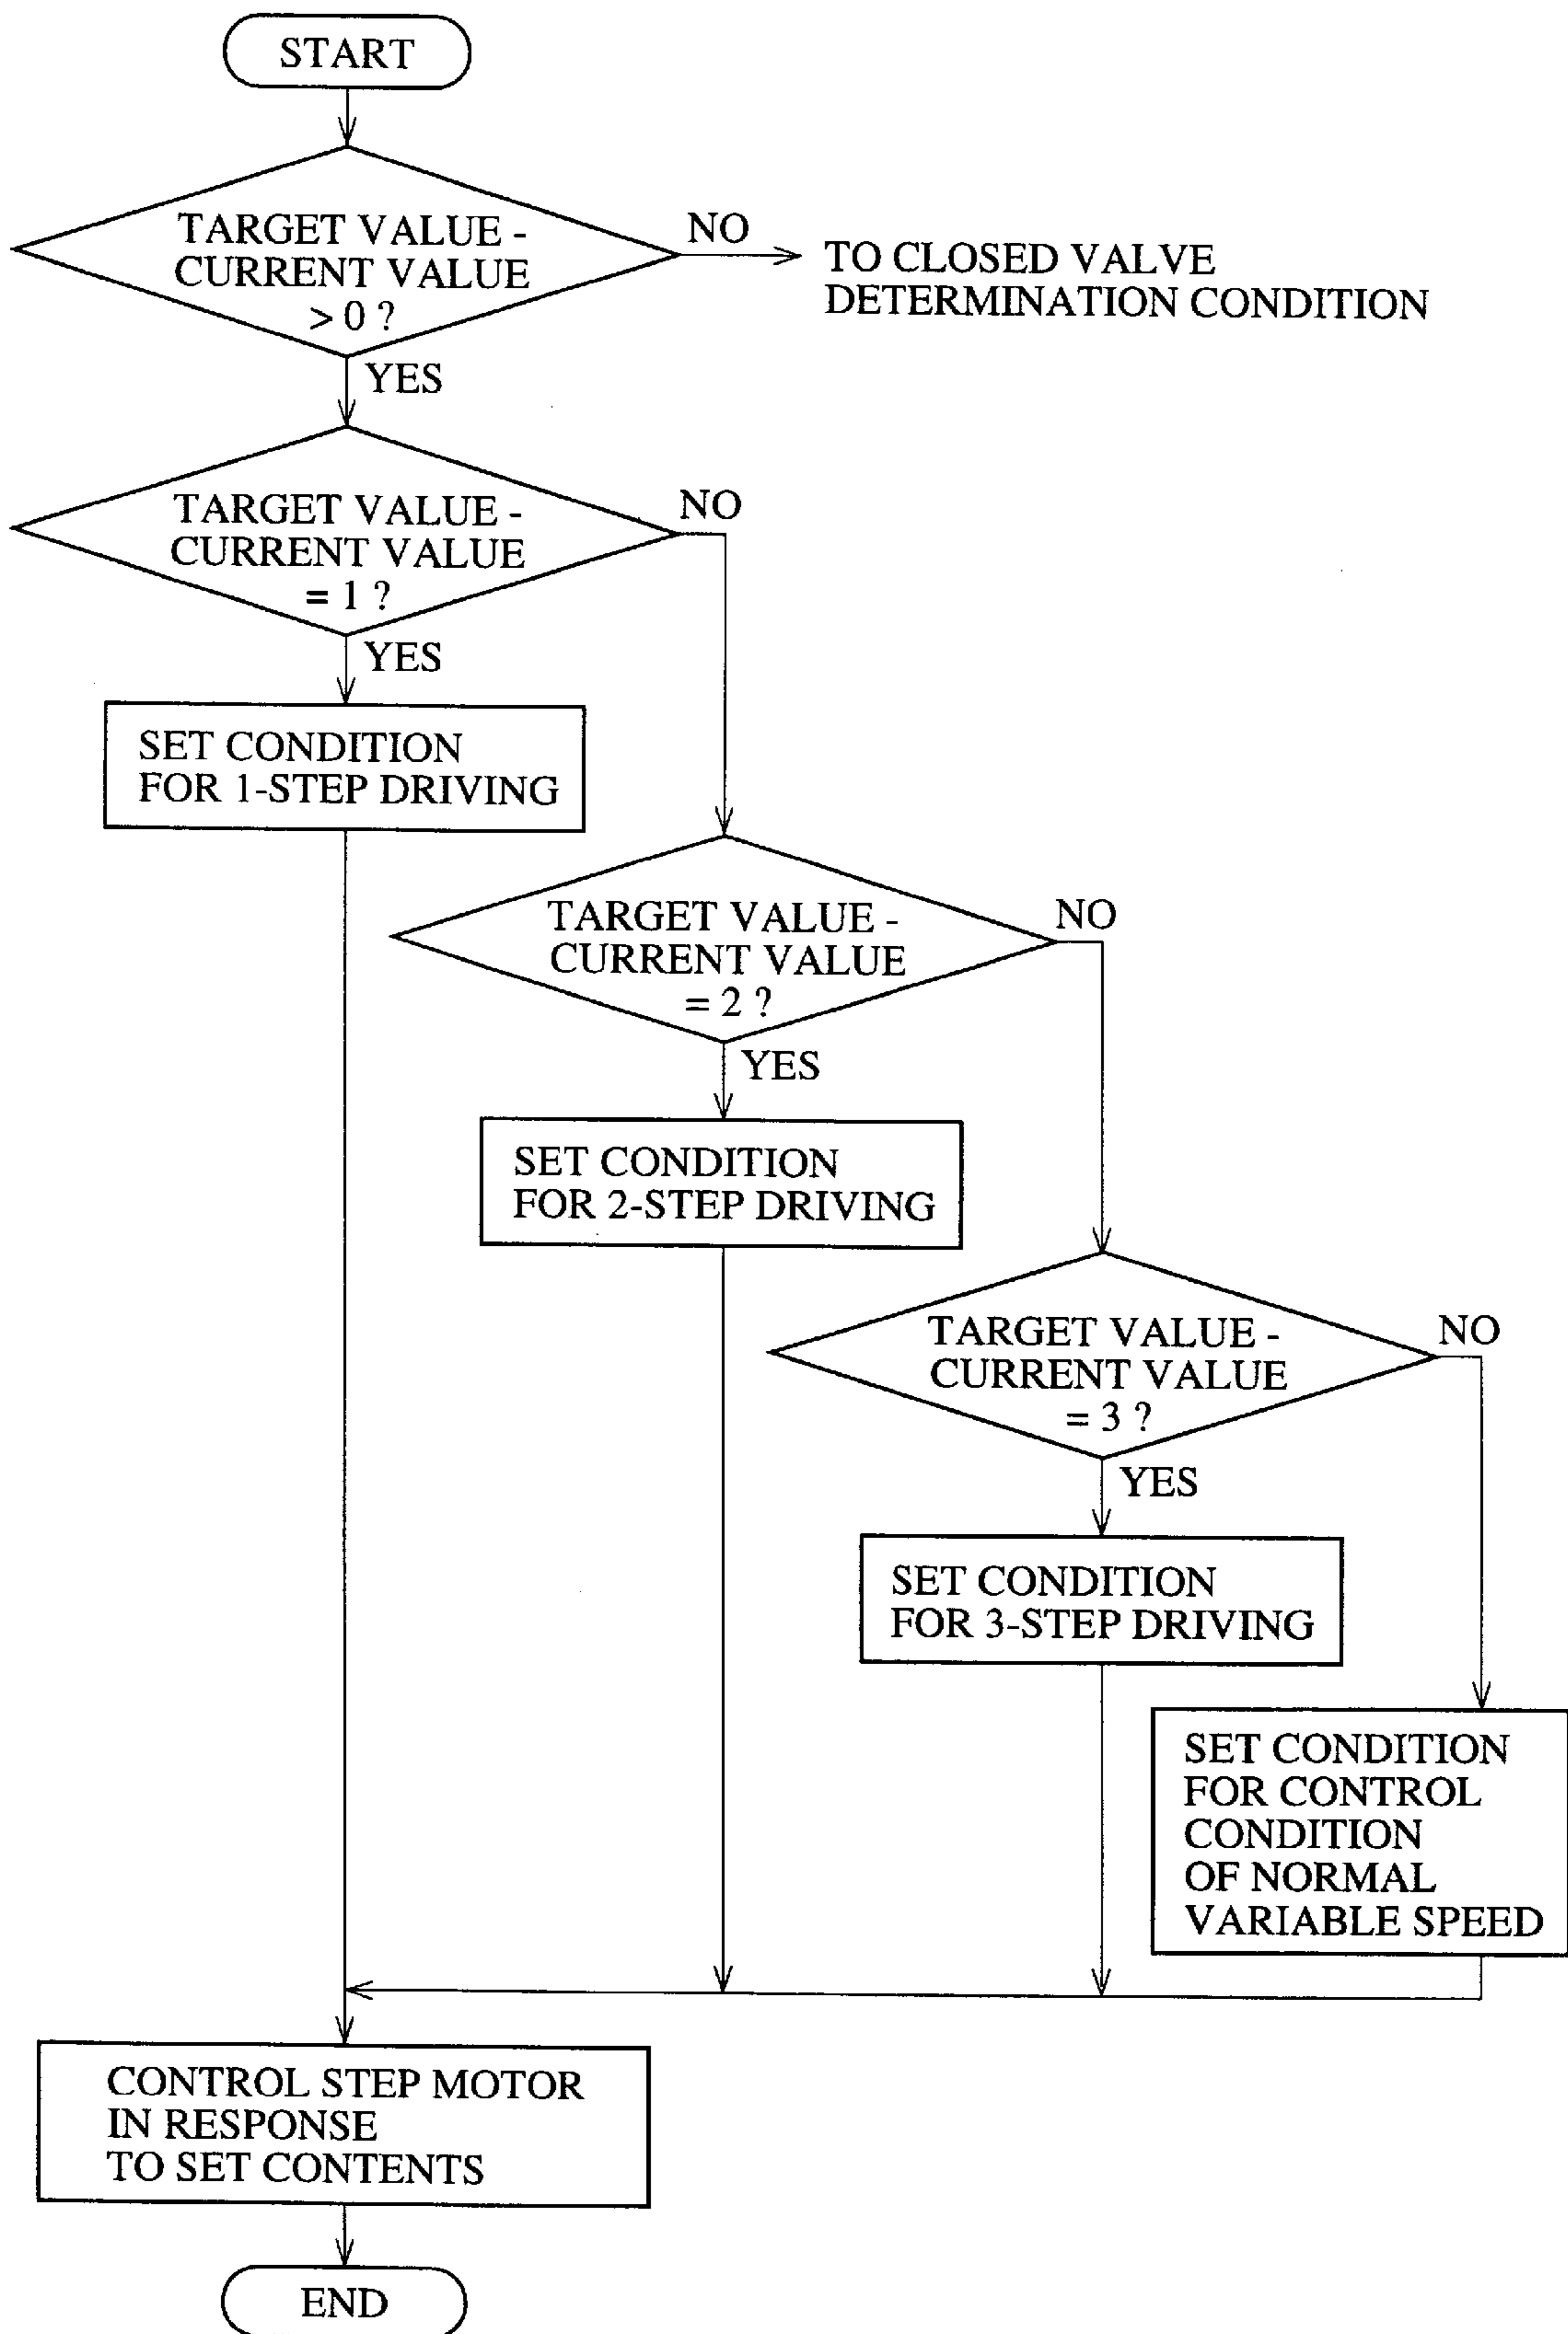 START
TARGET VALUE -
CURRENT VALUE
> 0 ?
NO
TO CLOSED VALVE
DETERMINATION CONDITION
YES
TARGET VALUE -
CURRENT VALUE
= 1 ?
NO
YES
SET CONDITION
FOR 1-STEP DRIVING
TARGET VALUE -
CURRENT VALUE
= 2 ?
NO
YES
SET CONDITION
FOR 2-STEP DRIVING
TARGET VALUE -
CURRENT VALUE
= 3 ?
NO
YES
SET CONDITION
FOR 3-STEP DRIVING
SET CONDITION
FOR CONTROL
CONDITION
OF NORMAL
VARIABLE SPEED
CONTROL STEP MOTOR
IN RESPONSE
TO SET CONTENTS
END